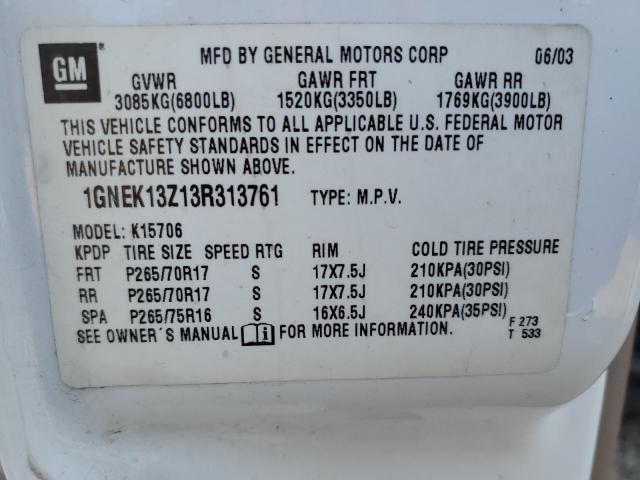 GM MFD BY GENERAL MOTORS CORP 06/03
GVWR GAWR FRT GAWR RR
3085KG(6800LB) 1520KG(3350LB) 1769KG(3900LB)
THIS VEHICLE CONFORMS TO ALL APPLICABLE U.S. FEDERAL MOTOR
VEHICLE SAFETY STANDARDS IN EFFECT ON THE DATE OF
MANUFACTURE SHOWN ABOVE.
1GNEK13Z13R313761 TYPE: M.P.V.
MODEL: K15706
KPDP TIRE SIZE SPEED RTG RIM COLD TIRE PRESSURE
FRT P265/70R17 S 17X7.5J 210KPA(30PSI)
RR P265/70R17 S 17X7.5J 210KPA(30PSI)
SPA P265/75R16 S 16X6.5J 240KPA(35PSI)
SEE OWNER'S MANUAL i FOR MORE INFORMATION. F 273
T 533